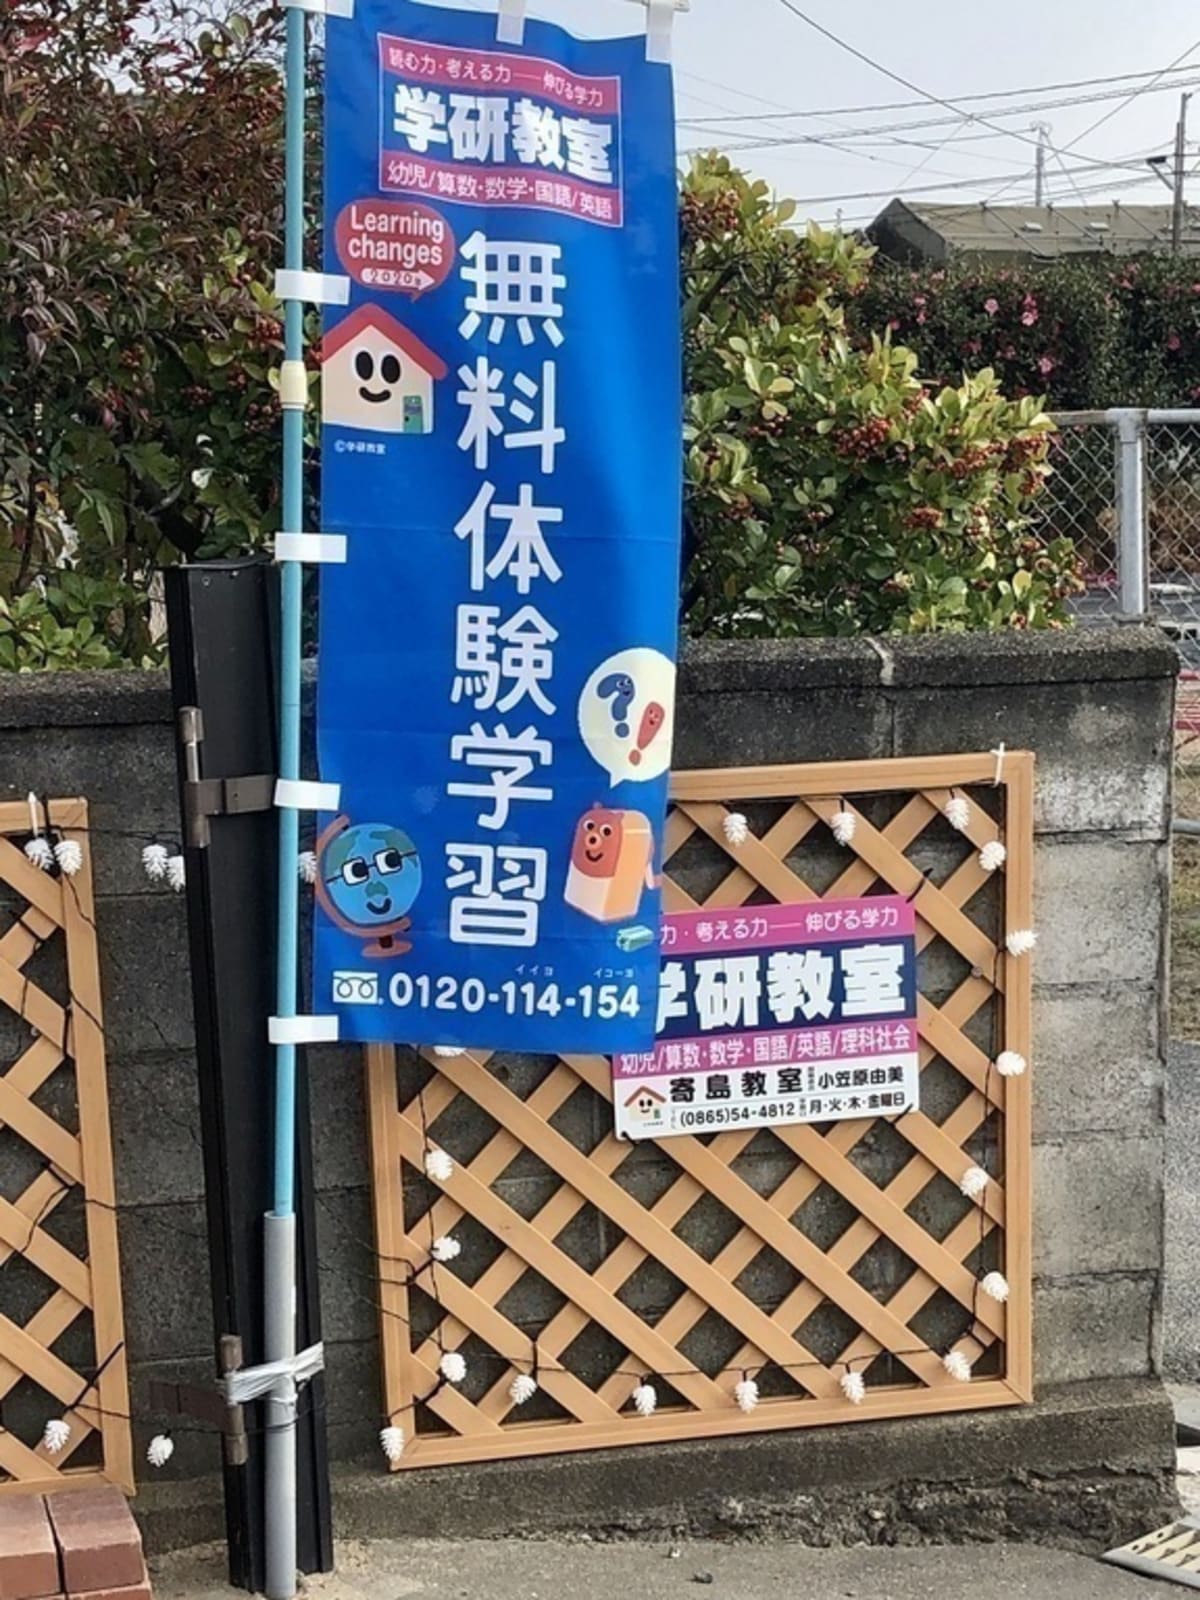 読む力・考える力──伸びる学力
学研教室
幼児/算数・数学・国語/英語
Learning
changes
2020
無料体験学習
©学研教室
イイヨ イコーヨ
0120-114-154
力・考える力──伸びる学力
学研教室
幼児/算数・数学・国語/英語/理科社会
寄島教室 小笠原由美
(0865)54-4812 月・火・木・金曜日